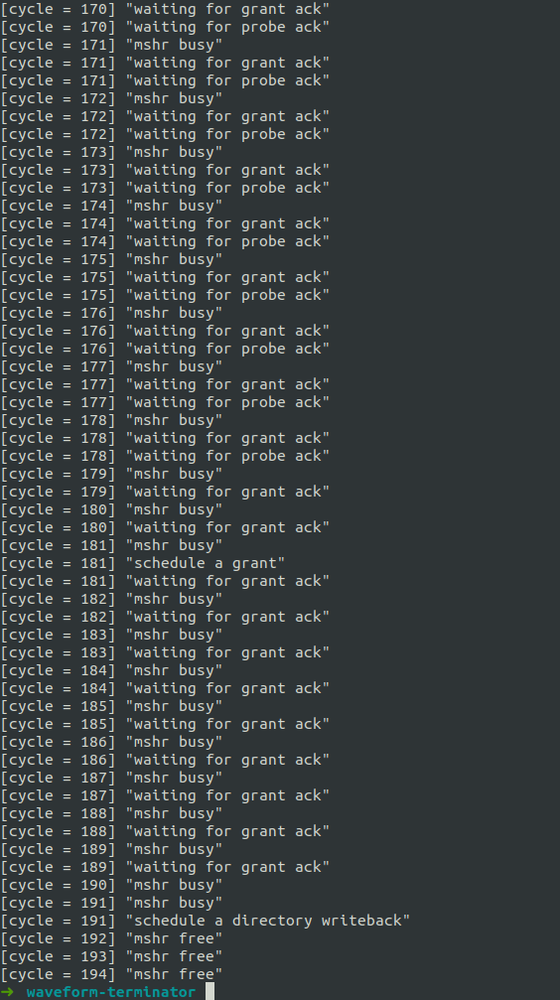 [cycle = 170] "waiting for grant ack"
[cycle = 170] "waiting for probe ack"
[cycle = 171] "mshr busy"
[cycle = 171] "waiting for grant ack"
[cycle = 171] "waiting for probe ack"
[cycle = 172] "mshr busy"
[cycle = 172] "waiting for grant ack"
[cycle = 172] "waiting for probe ack"
[cycle = 173] "mshr busy"
[cycle = 173] "waiting for grant ack"
[cycle = 173] "waiting for probe ack"
[cycle = 174] "mshr busy"
[cycle = 174] "waiting for grant ack"
[cycle = 174] "waiting for probe ack"
[cycle = 175] "mshr busy"
[cycle = 175] "waiting for grant ack"
[cycle = 175] "waiting for probe ack"
[cycle = 176] "mshr busy"
[cycle = 176] "waiting for grant ack"
[cycle = 176] "waiting for probe ack"
[cycle = 177] "mshr busy"
[cycle = 177] "waiting for grant ack"
[cycle = 177] "waiting for probe ack"
[cycle = 178] "mshr busy"
[cycle = 178] "waiting for grant ack"
[cycle = 178] "waiting for probe ack"
[cycle = 179] "mshr busy"
[cycle = 179] "waiting for grant ack"
[cycle = 180] "mshr busy"
[cycle = 180] "waiting for grant ack"
[cycle = 181] "mshr busy"
[cycle = 181] "schedule a grant"
[cycle = 181] "waiting for grant ack"
[cycle = 182] "mshr busy"
[cycle = 182] "waiting for grant ack"
[cycle = 183] "mshr busy"
[cycle = 183] "waiting for grant ack"
[cycle = 184] "mshr busy"
[cycle = 184] "waiting for grant ack"
[cycle = 185] "mshr busy"
[cycle = 185] "waiting for grant ack"
[cycle = 186] "mshr busy"
[cycle = 186] "waiting for grant ack"
[cycle = 187] "mshr busy"
[cycle = 187] "waiting for grant ack"
[cycle = 188] "mshr busy"
[cycle = 188] "waiting for grant ack"
[cycle = 189] "mshr busy"
[cycle = 189] "waiting for grant ack"
[cycle = 190] "mshr busy"
[cycle = 191] "mshr busy"
[cycle = 191] "schedule a directory writeback"
[cycle = 192] "mshr free"
[cycle = 193] "mshr free"
[cycle = 194] "mshr free"
➜ waveform-terminator